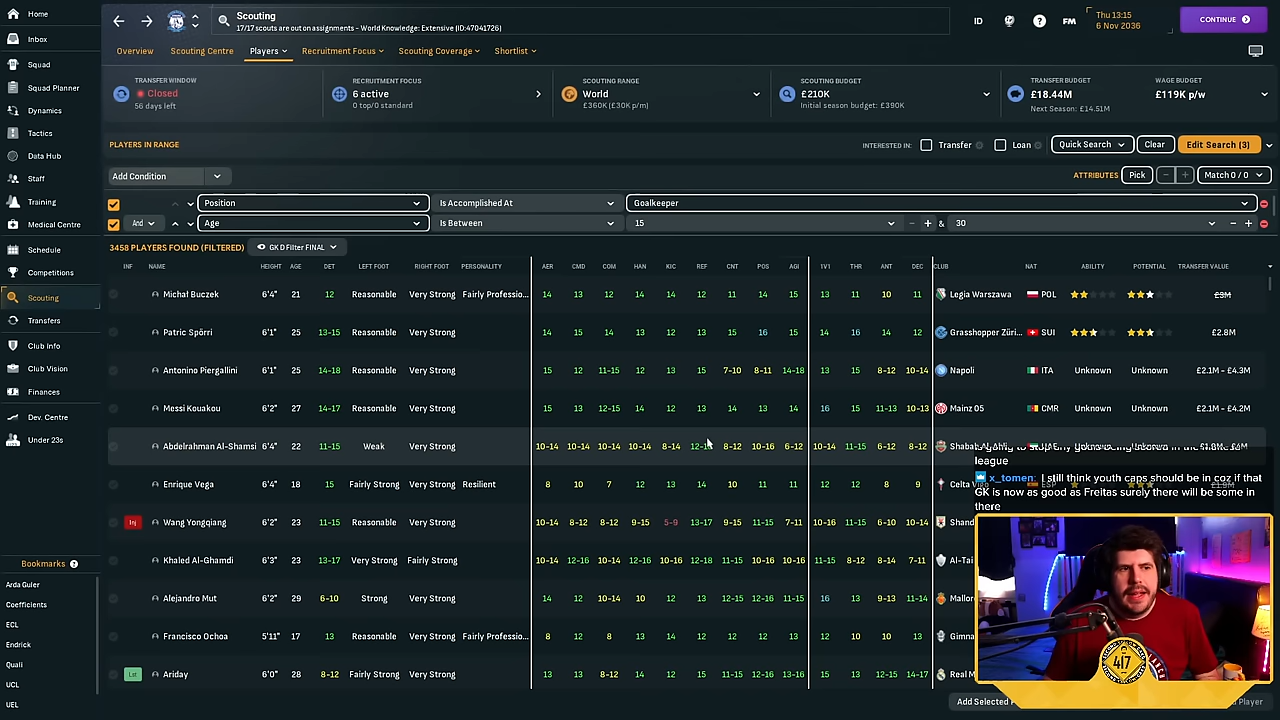 Home
Inbox
Squad
Squad Planner
Dynamics
Tactics
Data Hub
Staff
Training
Medical Centre
Schedule
Competitions
Scouting
Transfers
Club Info
Club Vision
Finances
Dev. Centre
Under 23s
Bookmarks
Arda Guler
Coefficients
ECL
Endrick
Quali
UCL
UEL
Scouting
17/17 scouts are out on assignments - World Knowledge: Extensive (ID:47041726)
ID FM Thu 13:15
6 Nov 2036
CONTINUE
Overview Scouting Centre Players Recruitment Focus Scouting Coverage Shortlist
TRANSFER WINDOW
Closed
56 days left
RECRUITMENT FOCUS
6 active
0 top/0 standard
SCOUTING RANGE
World
£360K (£30K p/m)
SCOUTING BUDGET
£210K
Initial season budget: £390K
TRANSFER BUDGET
£18.44M
Next Season: £14.51M
WAGE BUDGET
£119K p/w
PLAYERS IN RANGE
INTERESTED IN: Transfer Loan Quick Search Clear Edit Search (3)
Add Condition
ATTRIBUTES Pick Match 0 / 0
Position Is Accomplished At Goalkeeper
And Age Is Between 15 & 30
3458 PLAYERS FOUND (FILTERED) GK D Filter FINAL
INF NAME HEIGHT AGE DET LEFT FOOT RIGHT FOOT PERSONALITY AER CMD COM HAN KIC REF CNT POS AGI 1V1 THR ANT DEC CLUB NAT ABILITY POTENTIAL TRANSFER VALUE
Michał Buczek 6'4" 21 12 Reasonable Very Strong Fairly Professio... 14 13 12 14 14 12 11 14 15 13 11 10 11 Legia Warszawa POL £3M
Patric Spörri 6'1" 25 13-15 Reasonable Very Strong 14 15 14 13 12 13 15 16 15 14 16 14 12 Grasshopper Züri... SUI £2.8M
Antonino Piergallini 6'1" 25 14-18 Reasonable Very Strong 15 12 11-15 12 13 15 7-10 8-11 14-18 13 15 8-12 10-14 Napoli ITA Unknown Unknown £2.1M - £4.3M
Messi Kouakou 6'2" 27 14-17 Reasonable Very Strong 15 13 12-15 14 12 13 14 13 14 16 15 11-13 10-13 Mainz 05 CMR Unknown Unknown £2.1M - £4.2M
Abdelrahman Al-Shamsi 6'4" 22 11-15 Weak Very Strong 10-14 10-14 10-14 10-14 8-14 8-12 10-16 6-12 10-14 11-15 6-12 8-12 Shabab Al-Ahli UAE Unknown Unknown
Enrique Vega 6'4" 18 15 Fairly Strong Very Strong Resilient 8 10 7 12 13 14 10 11 11 12 12 8 9 Celta
Inj Wang Yongqiang 6'2" 23 11-15 Reasonable Very Strong 10-14 8-12 8-12 9-15 5-9 13-17 9-15 11-15 7-11 10-16 11-15 6-10 10-14 Shand
Khaled Al-Ghamdi 6'3" 23 13-17 Very Strong Fairly Strong 10-14 12-16 10-14 12-16 10-16 12-18 11-15 10-16 10-16 11-15 8-12 8-14 7-11 Al-Tai
Alejandro Mut 6'2" 29 6-10 Strong Very Strong 14 12 10-14 10 12 13 12-15 12-16 11-15 16 13 9-13 11-14 Mallor
Francisco Ochoa 5'11" 17 13 Reasonable Very Strong Fairly Professio... 8 12 8 13 14 12 12 12 13 12 10 10 13 Gimna
Lst Ariday 6'0" 28 8-12 Fairly Strong Very Strong 13 13 8-12 14 12 13 11-15 12-16 13-16 15 13 12-15 14-17 Real M
league
x_tomen: I still think youth caps should be in coz if that
GK is now as good as Freitas surely there will be some in
there
417
Add Selected
Player